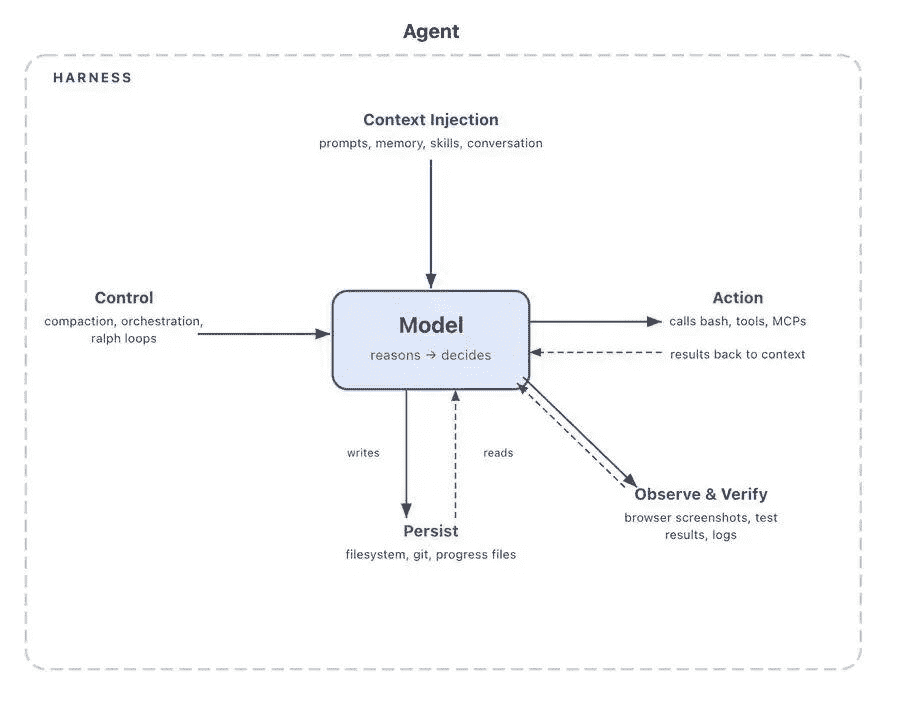 Agent
HARNESS
Context Injection
prompts, memory, skills, conversation
Control
compaction, orchestration,
ralph loops
Model
reasons → decides
Action
calls bash, tools, MCPs
results back to context
writes
reads
Observe & Verify
browser screenshots, test
results, logs
Persist
filesystem, git, progress files